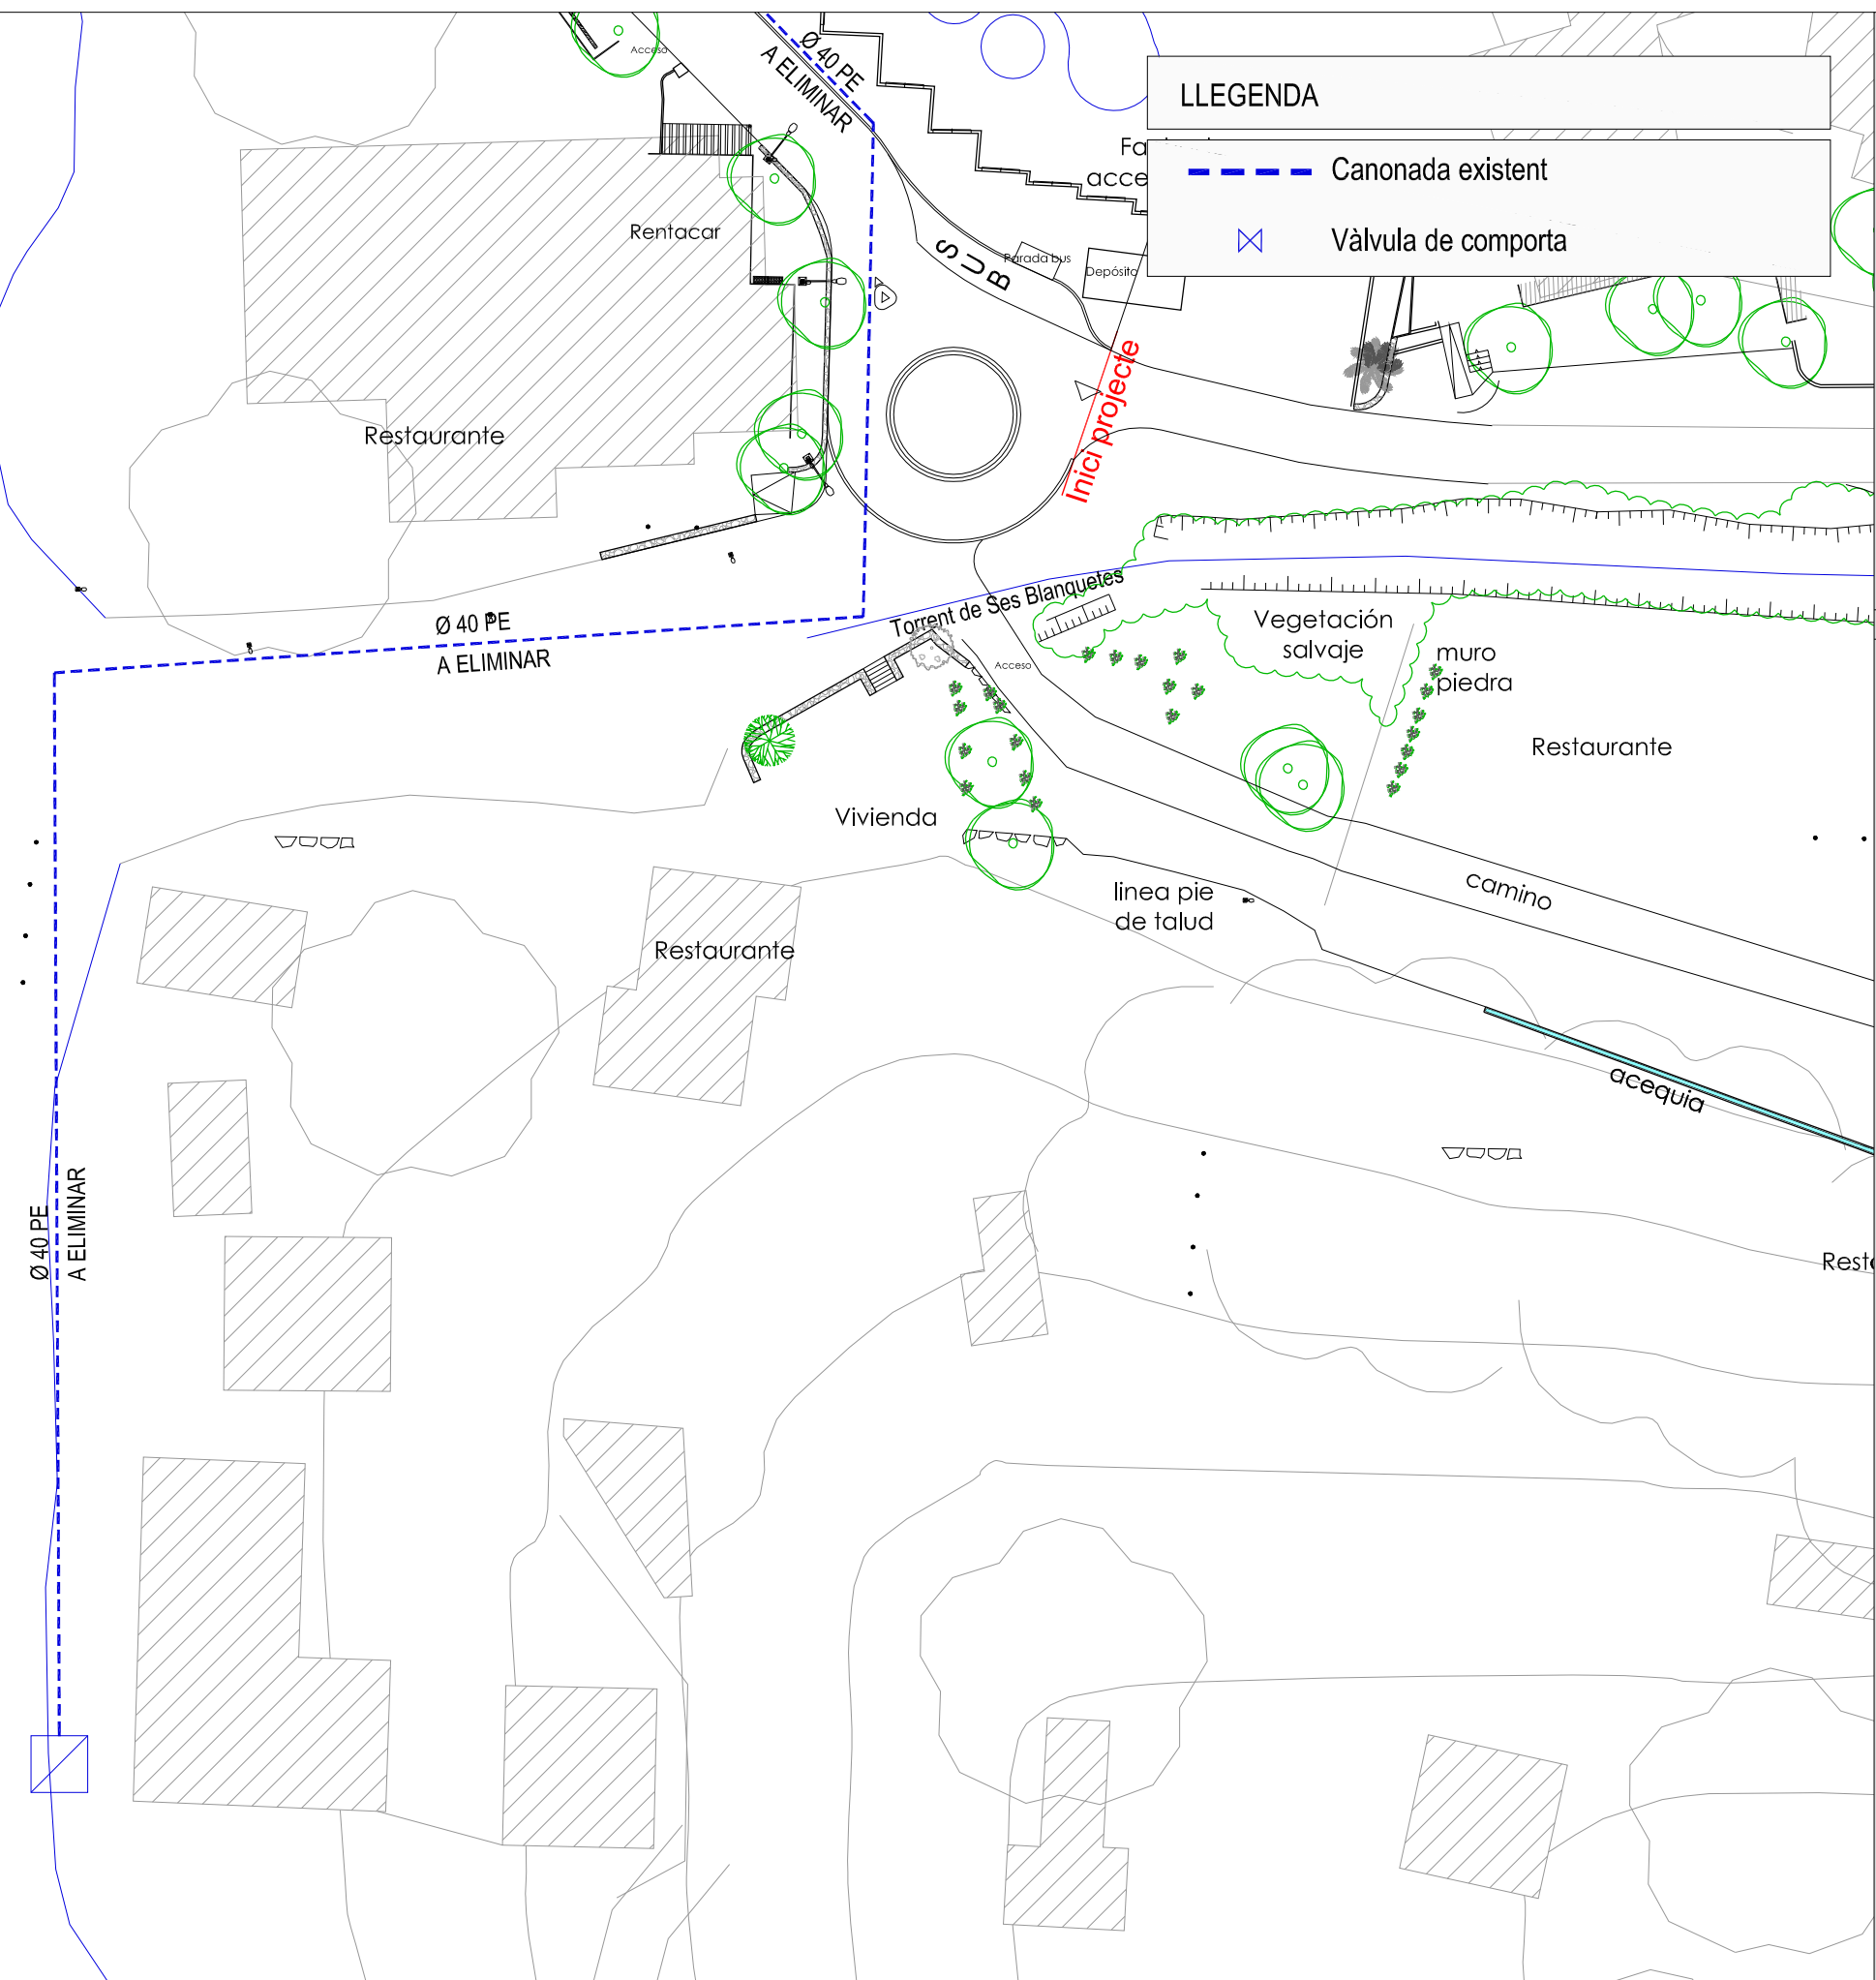 Acceso
Ø 40 PE
A ELIMINAR
LLEGENDA
Canonada existent
Vàlvula de comporta
Rentacar
BUS
Parada bus
Depósito
Inici projecte
Restaurante
Ø 40 PE
A ELIMINAR
Torrent de Ses Blanquetes
Acceso
Vegetación
salvaje
muro
piedra
Restaurante
Vivienda
linea pie
de talud
camino
Restaurante
acequia
Ø 40 PE
A ELIMINAR